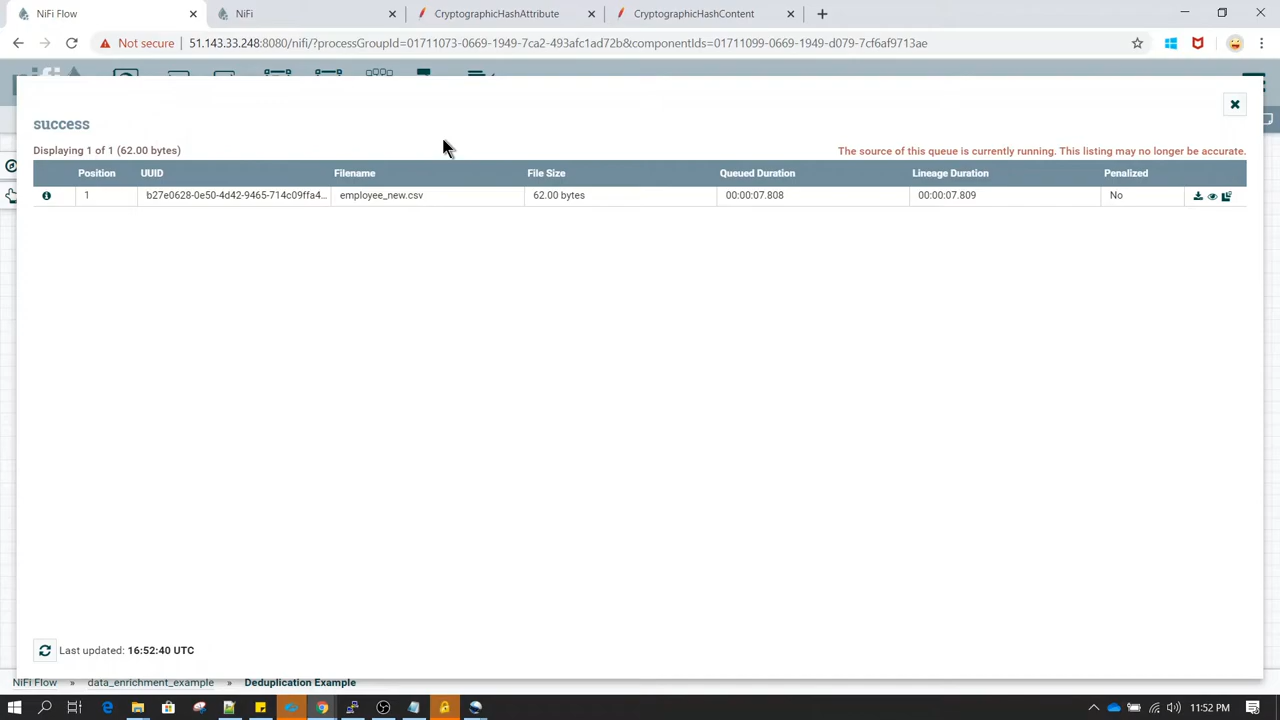 NiFi Flow
NiFi
CryptographicHashAttribute
CryptographicHashContent
Not secure
51.143.33.248:8080/nifi/?processGroupId=01711073-0669-1949-7ca2-493afc1ad72b&componentIds=01711099-0669-1949-d079-7cf6af9713ae
success
Displaying 1 of 1 (62.00 bytes)
The source of this queue is currently running. This listing may no longer be accurate.
Position UUID Filename File Size Queued Duration Lineage Duration Penalized
1 b27e0628-0e50-4d42-9465-714c09ffa4... employee_new.csv 62.00 bytes 00:00:07.808 00:00:07.809 No
Last updated: 16:52:40 UTC
NiFi Flow » data_enrichment_example » Deduplication Example
11:52 PM